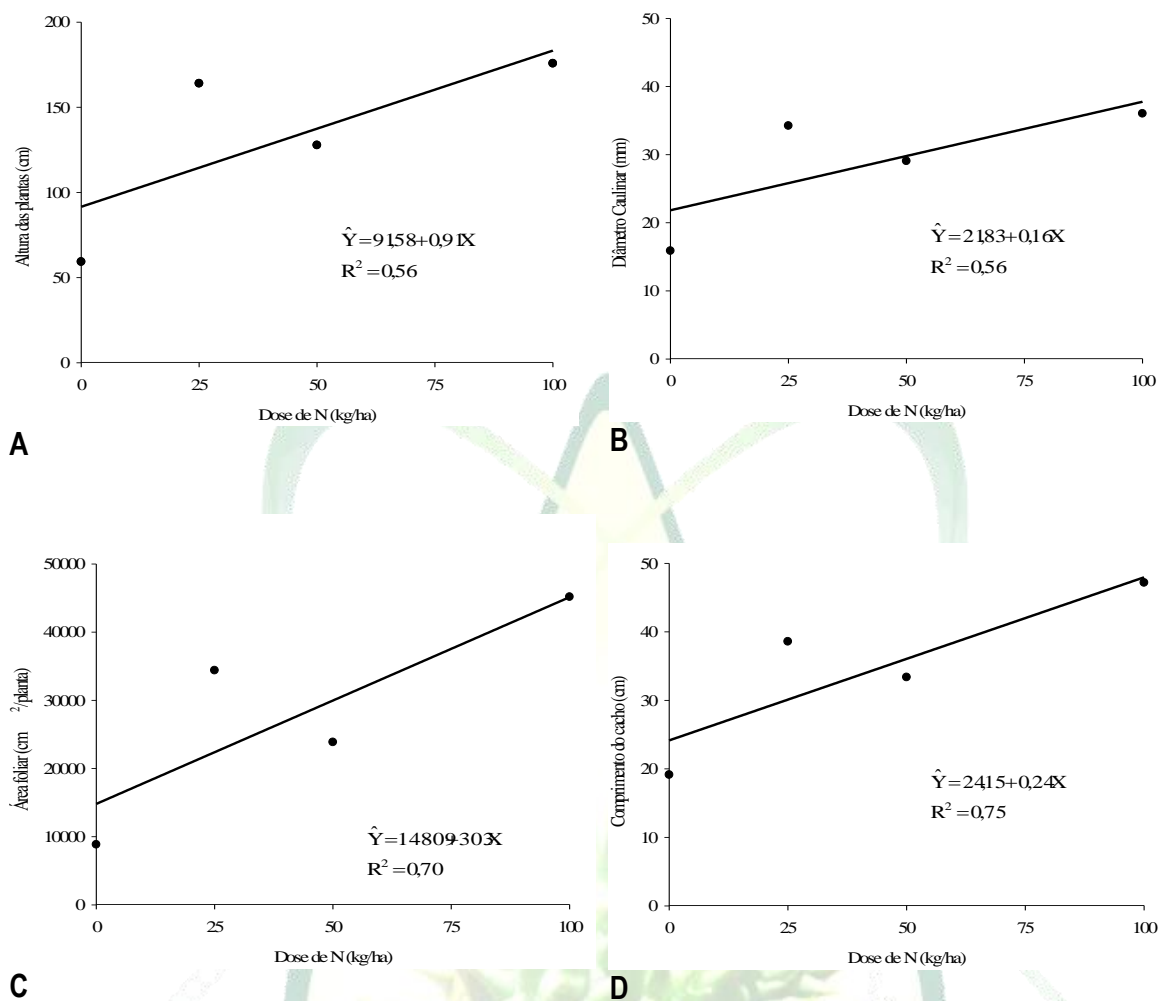 200
150
100
50
0
0 25 50 75 100
Altura das plantas (cm)
Ŷ=91,58+0,91X
R² =0,56
Dose de N (kg/ha)
A
50
40
30
20
10
0
0 25 50 75 100
Diâmetro Caulinar (mm)
Ŷ=21,83+0,16X
R² =0,56
Dose de N (kg/ha)
B
50000
40000
30000
20000
10000
0
0 25 50 75 100
Área foliar (cm ²/planta)
Ŷ=14809+303X
R² =0,70
Dose de N (kg/ha)
C
50
40
30
20
10
0
0 25 50 75 100
Comprimento do cacho (cm)
Ŷ=24,15+0,24X
R² =0,75
Dose de N (kg/ha)
D